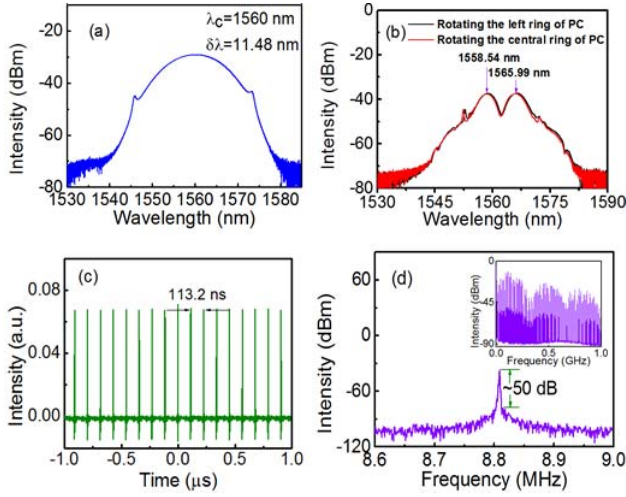 (a)
λc=1560 nm
δλ=11.48 nm
Intensity (dBm)
0
-20
-40
-60
-80
1530 1540 1550 1560 1570 1580
Wavelength (nm)
(b)
Rotating the left ring of PC
Rotating the central ring of PC
1558.54 nm
1565.99 nm
Intensity (dBm)
0
-40
-60
-80
1530 1545 1560 1575 1590
Wavelength (nm)
(c)
113.2 ns
Intensity (a.u.)
0.08
0.04
0.00
-1.0 -0.5 0.0 0.5 1.0
Time (μs)
(d)
Intensity (dBm)
60
0
-60
-120
~50 dB
8.6 8.7 8.8 8.9 9.0
Frequency (MHz)
Intensity (dBm)
0
-45
-90
0.0 0.5 1.0
Frequency (GHz)